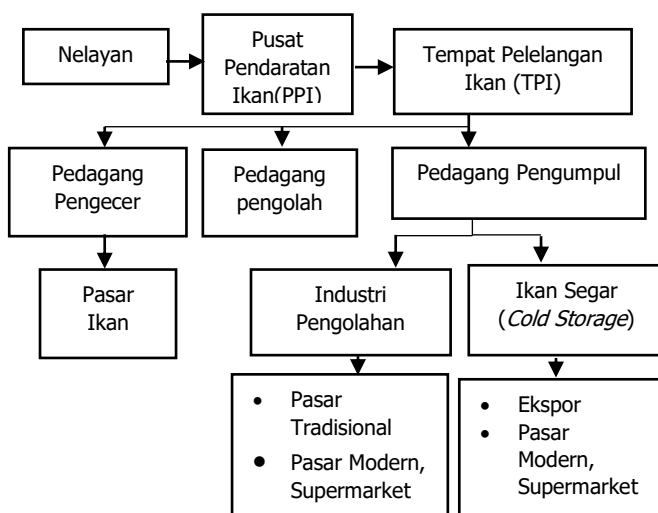 Nelayan
Pusat
Pendaratan
Ikan(PPI)
Tempat Pelelangan
Ikan (TPI)
Pedagang
Pengecer
Pedagang
pengolah
Pedagang Pengumpul
Pasar
Ikan
Industri
Pengolahan
Ikan Segar
(Cold Storage)
• Pasar
Tradisional
• Pasar Modern,
Supermarket
• Ekspor
• Pasar
Modern,
Supermarket